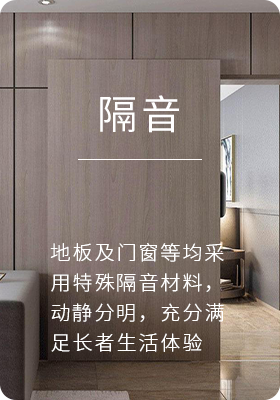 隔音
地板及门窗等均采
用特殊隔音材料，
动静分明，充分满
足长者生活体验